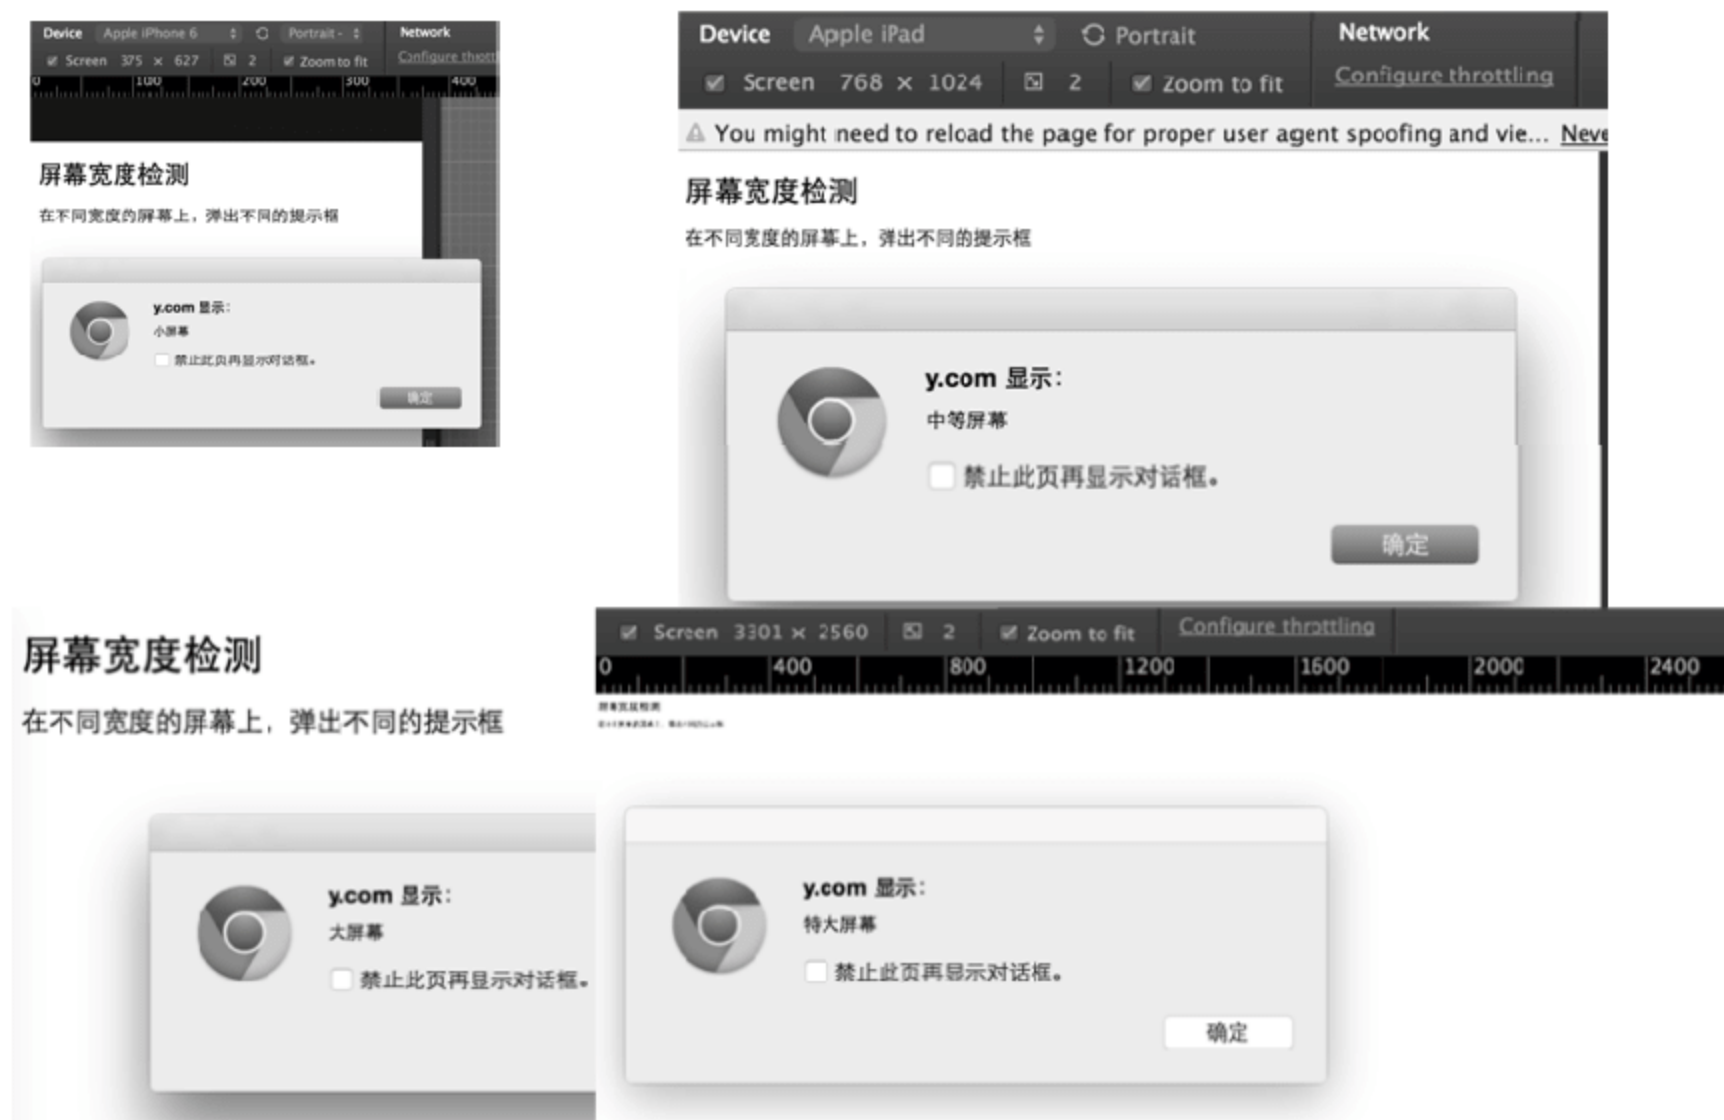 Device Apple iPhone 6 Portrait - Network
Screen 375 × 627 2 Zoom to fit Configure thrott
0 100 200 300 400
屏幕宽度检测
在不同宽度的屏幕上，弹出不同的提示框
y.com 显示：
小屏幕
禁止此页再显示对话框。
确定
Device Apple iPad Portrait Network
Screen 768 × 1024 2 Zoom to fit Configure throttling
You might need to reload the page for proper user agent spoofing and vie... Neve
屏幕宽度检测
在不同宽度的屏幕上，弹出不同的提示框
y.com 显示：
中等屏幕
禁止此页再显示对话框。
确定
屏幕宽度检测
在不同宽度的屏幕上，弹出不同的提示框
y.com 显示：
大屏幕
禁止此页再显示对话框。
Screen 3301 × 2560 2 Zoom to fit Configure throttling
0 400 800 1200 1600 2000 2400
屏幕宽度检测
y.com 显示：
特大屏幕
禁止此页再显示对话框。
确定